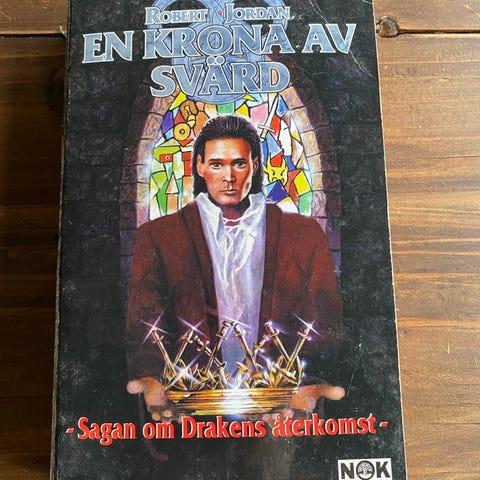 ROBERT JORDAN
EN KRONA AV
SVÄRD
- Sagan om Drakens återkomst -
NOK